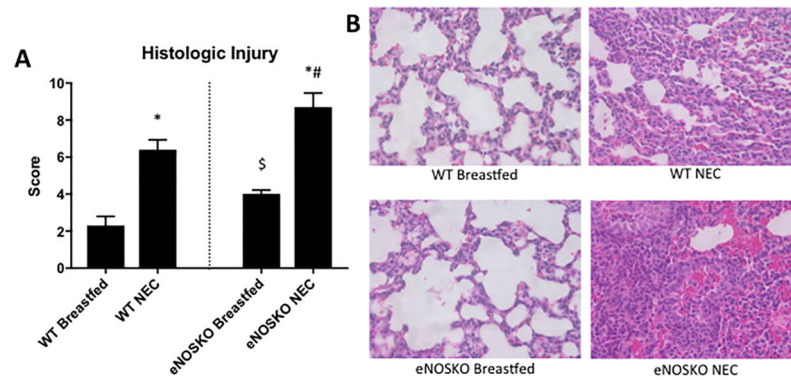 A
Histologic Injury
Score
10
8
6
4
2
0
*
$
*#
WT Breastfed
WT NEC
eNOSKO Breastfed
eNOSKO NEC
B
WT Breastfed
WT NEC
eNOSKO Breastfed
eNOSKO NEC